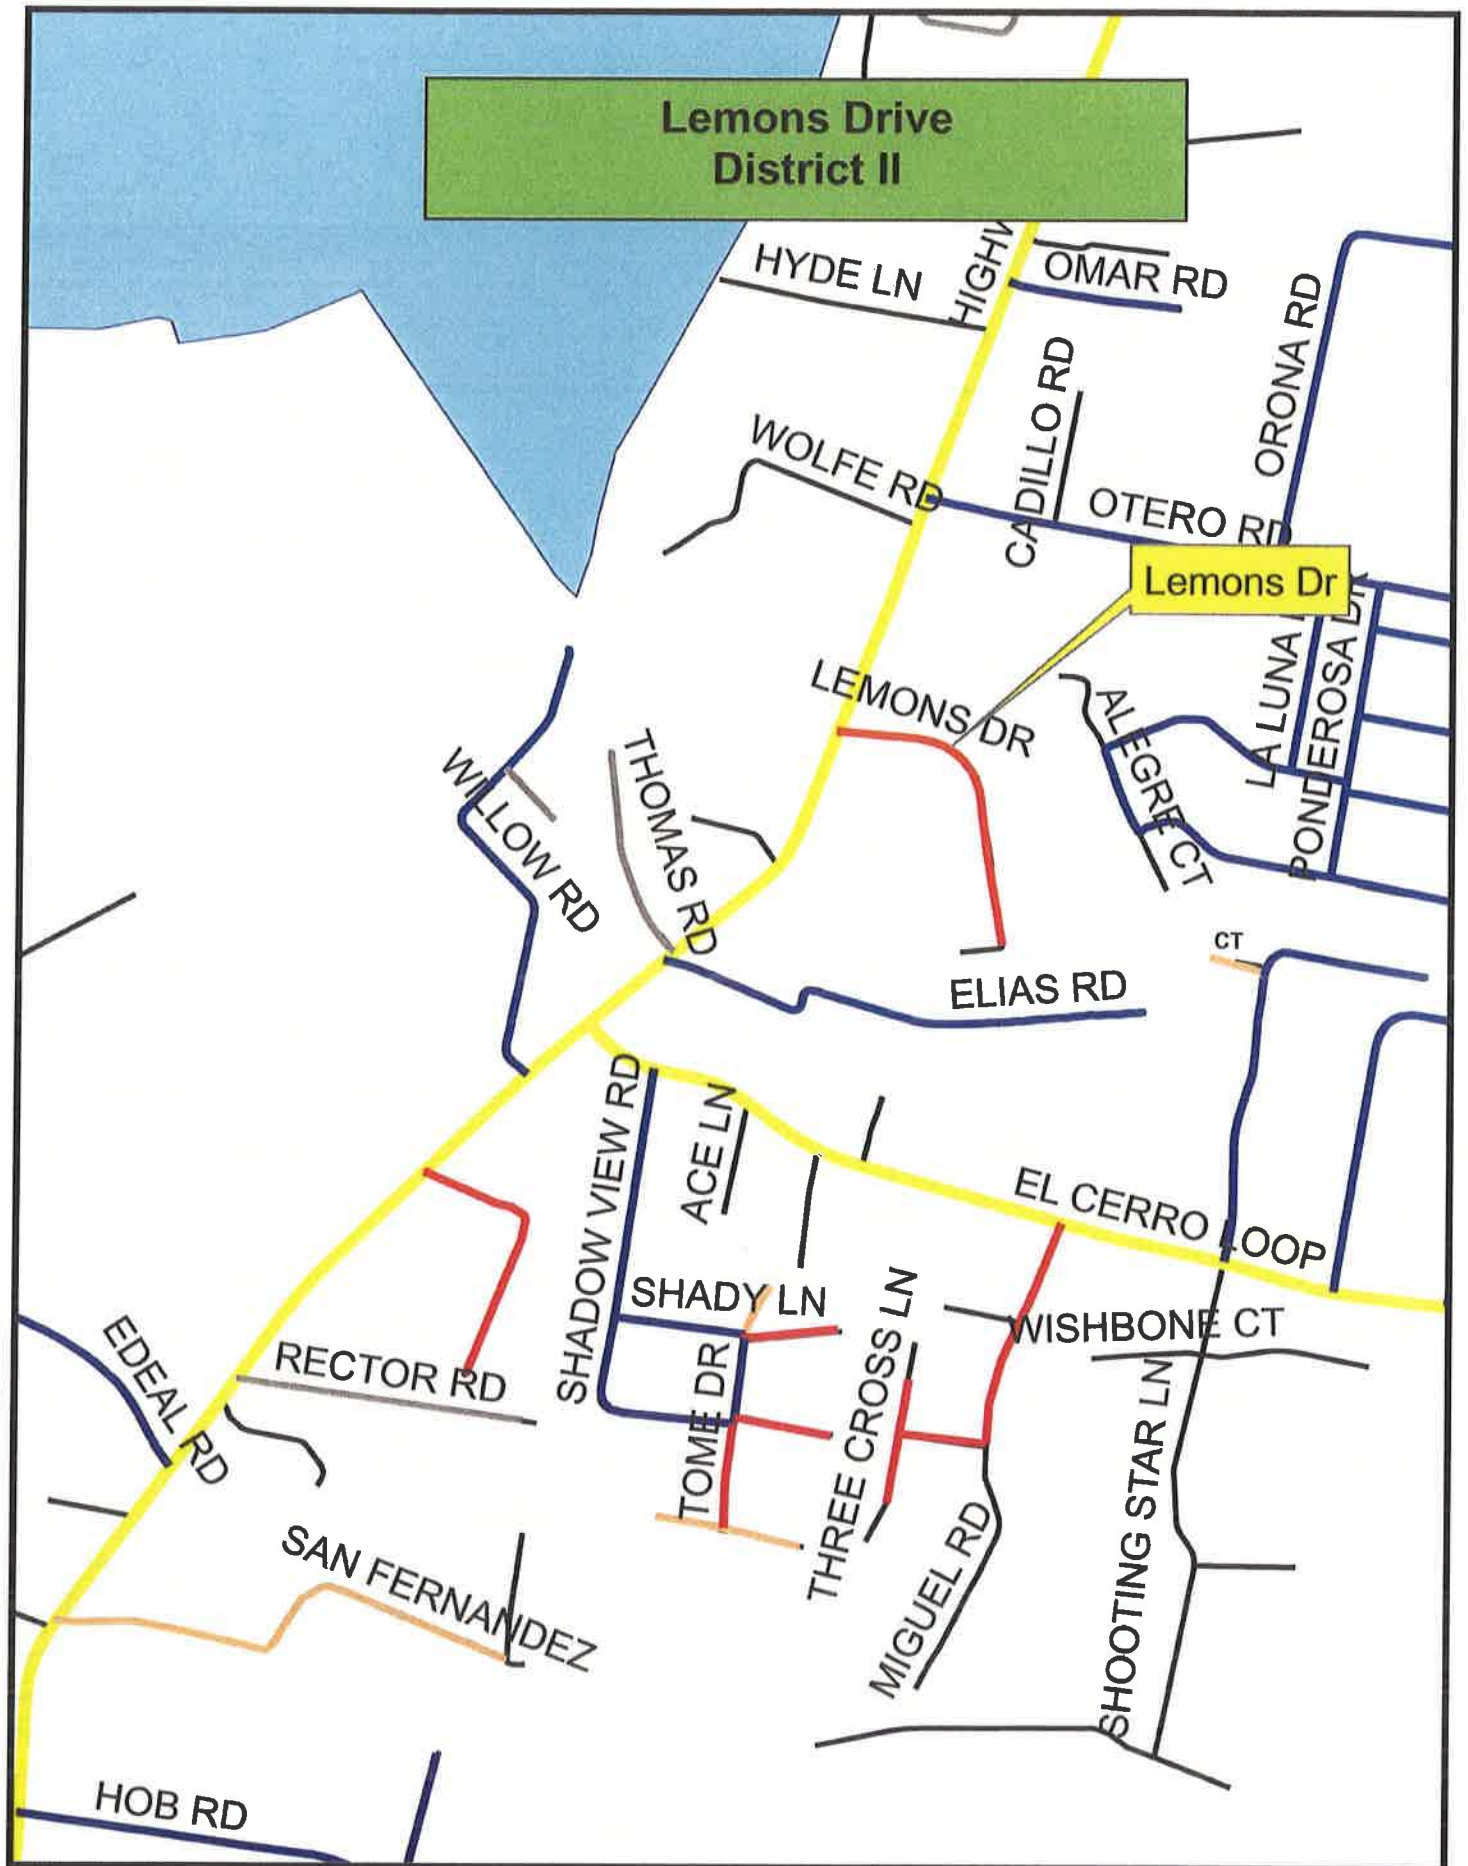 Lemons Drive
District II
HYDE LN
OMAR RD
ORONA RD
CADILLO RD
WOLFE RD
OTERO RD
Lemons Dr
LEMONS DR
ALEGRE CT
LA LUNA
PONDEROSA DR
WILLOW RD
THOMAS RD
CT
ELIAS RD
SHADOW VIEW RD
ACE LN
EL CERRO LOOP
SHADY LN
WISHBONE CT
EDEAL RD
RECTOR RD
TOME DR
THREE CROSS LN
SHOOTING STAR LN
SAN FERNANDEZ
MIGUEL RD
HOB RD